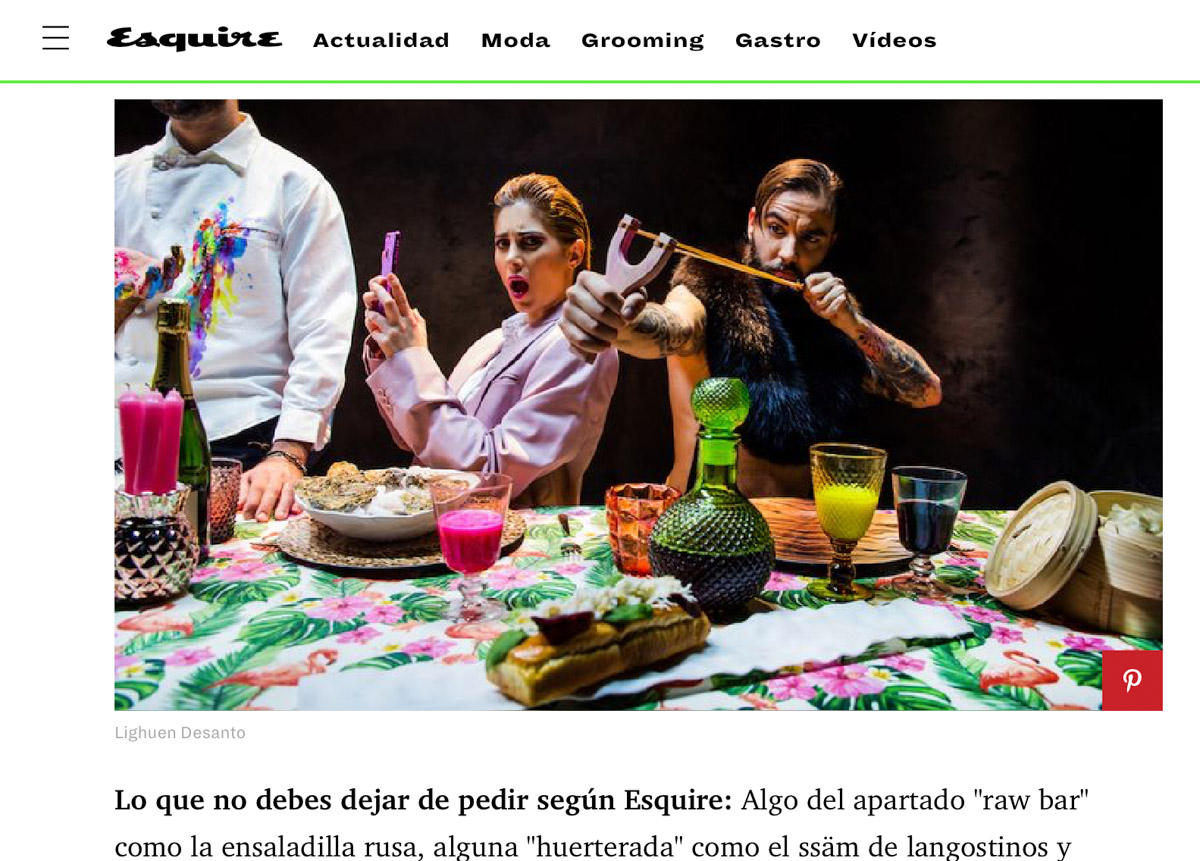 Esquire Actualidad Moda Grooming Gastro Vídeos
Lighuen Desanto
Lo que no debes dejar de pedir según Esquire: Algo del apartado "raw bar"
como la ensaladilla rusa, alguna "huerterada" como el ssäm de langostinos y